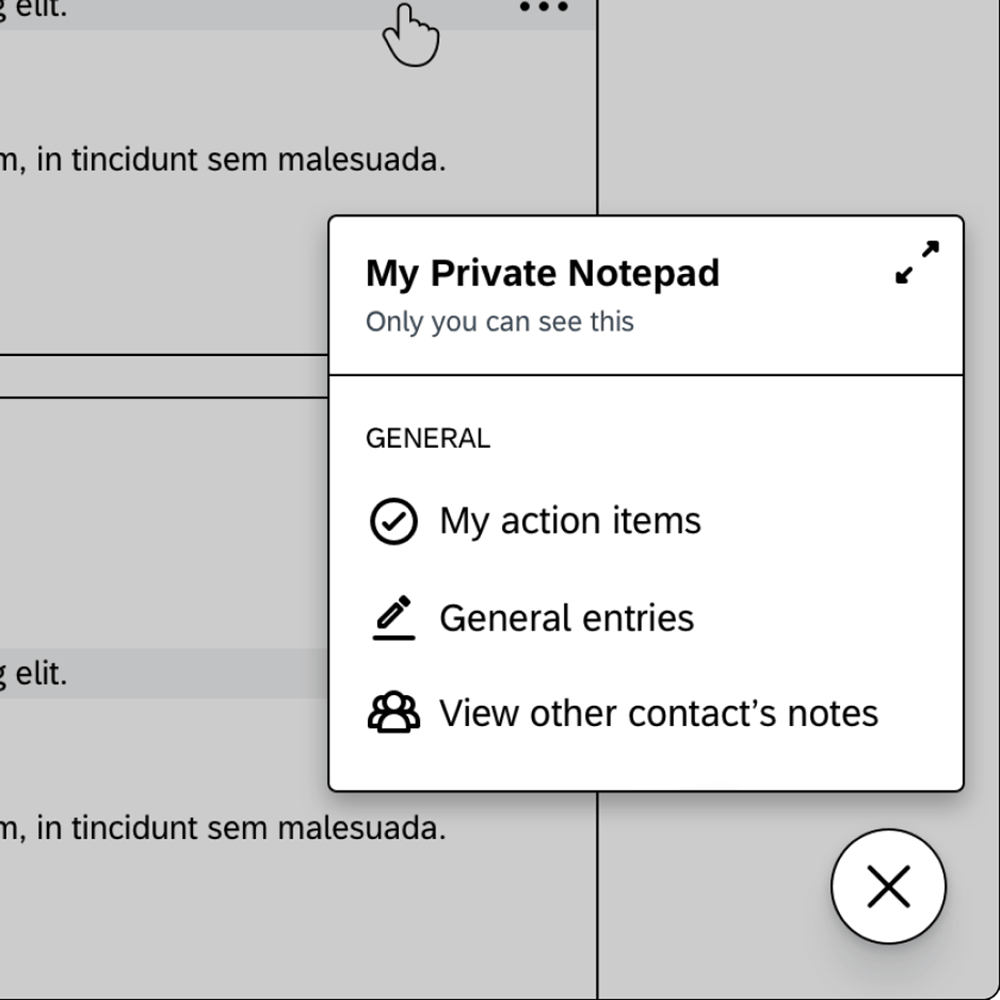 g elit.
m, in tincidunt sem malesuada.
My Private Notepad
Only you can see this
GENERAL
My action items
General entries
View other contact’s notes
g elit.
m, in tincidunt sem malesuada.